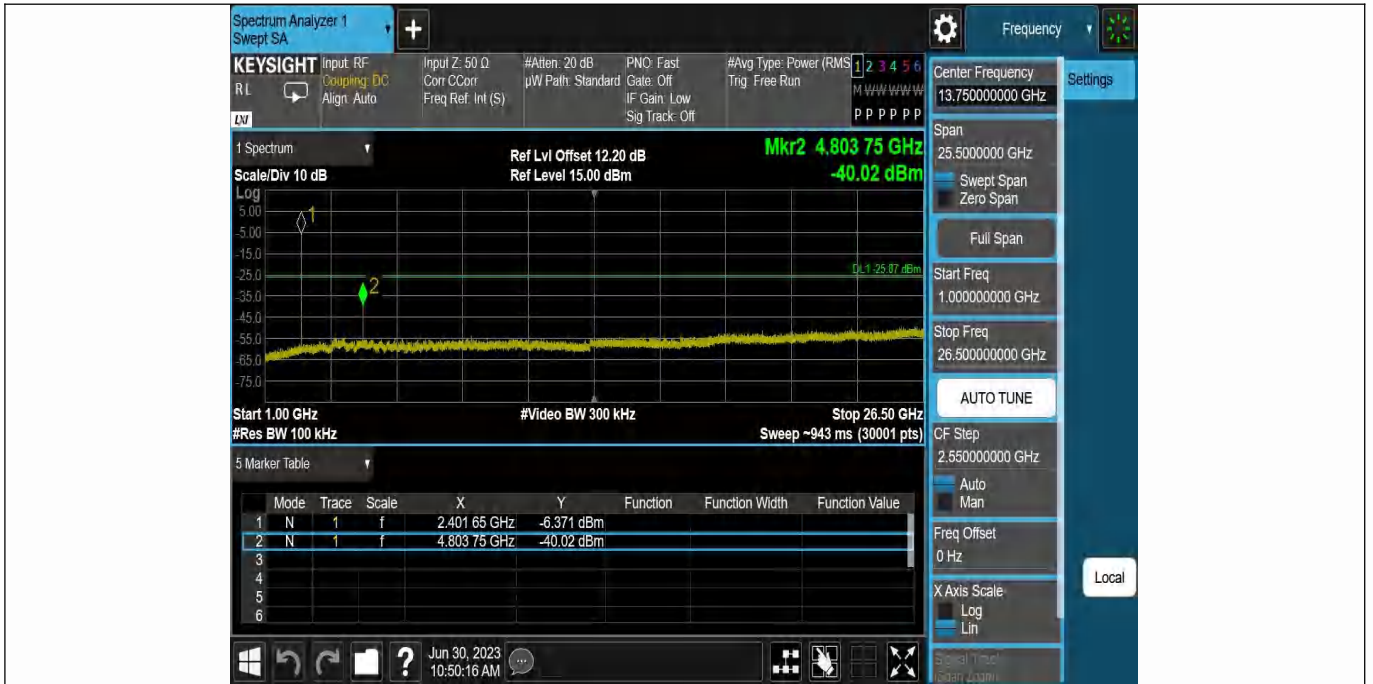 Spectrum Analyzer 1
Swept SA
+
Frequency
KEYSIGHT
RL
LXI
Input: RF
Coupling: DC
Align: Auto
Input Z: 50 Ω
Corr CCorr
Freq Ref: Int (S)
#Atten: 20 dB
µW Path: Standard
PNO: Fast
Gate: Off
IF Gain: Low
Sig Track: Off
#Avg Type: Power (RMS
Trig: Free Run
1 2 3 4 5 6
M W W W W W
P P P P P P
Center Frequency
13.750000000 GHz
Settings
Span
25.5000000 GHz
Swept Span
Zero Span
Full Span
Start Freq
1.000000000 GHz
Stop Freq
26.500000000 GHz
AUTO TUNE
CF Step
2.550000000 GHz
Auto
Man
Freq Offset
0 Hz
X Axis Scale
Log
Lin
Signal Track
(Span Zoom)
Local
1 Spectrum
Scale/Div 10 dB
Ref Lvl Offset 12.20 dB
Ref Level 15.00 dBm
Mkr2 4.803 75 GHz
-40.02 dBm
Log
5.00
-5.00
-15.0
-25.0
-35.0
-45.0
-55.0
-65.0
-75.0
1
2
DL1 -25.87 dBm
Start 1.00 GHz
#Video BW 300 kHz
Stop 26.50 GHz
#Res BW 100 kHz
Sweep ~943 ms (30001 pts)
5 Marker Table
Mode Trace Scale X Y Function Function Width Function Value
1 N 1 f 2.401 65 GHz -6.371 dBm
2 N 1 f 4.803 75 GHz -40.02 dBm
3
4
5
6
?
Jun 30, 2023
10:50:16 AM